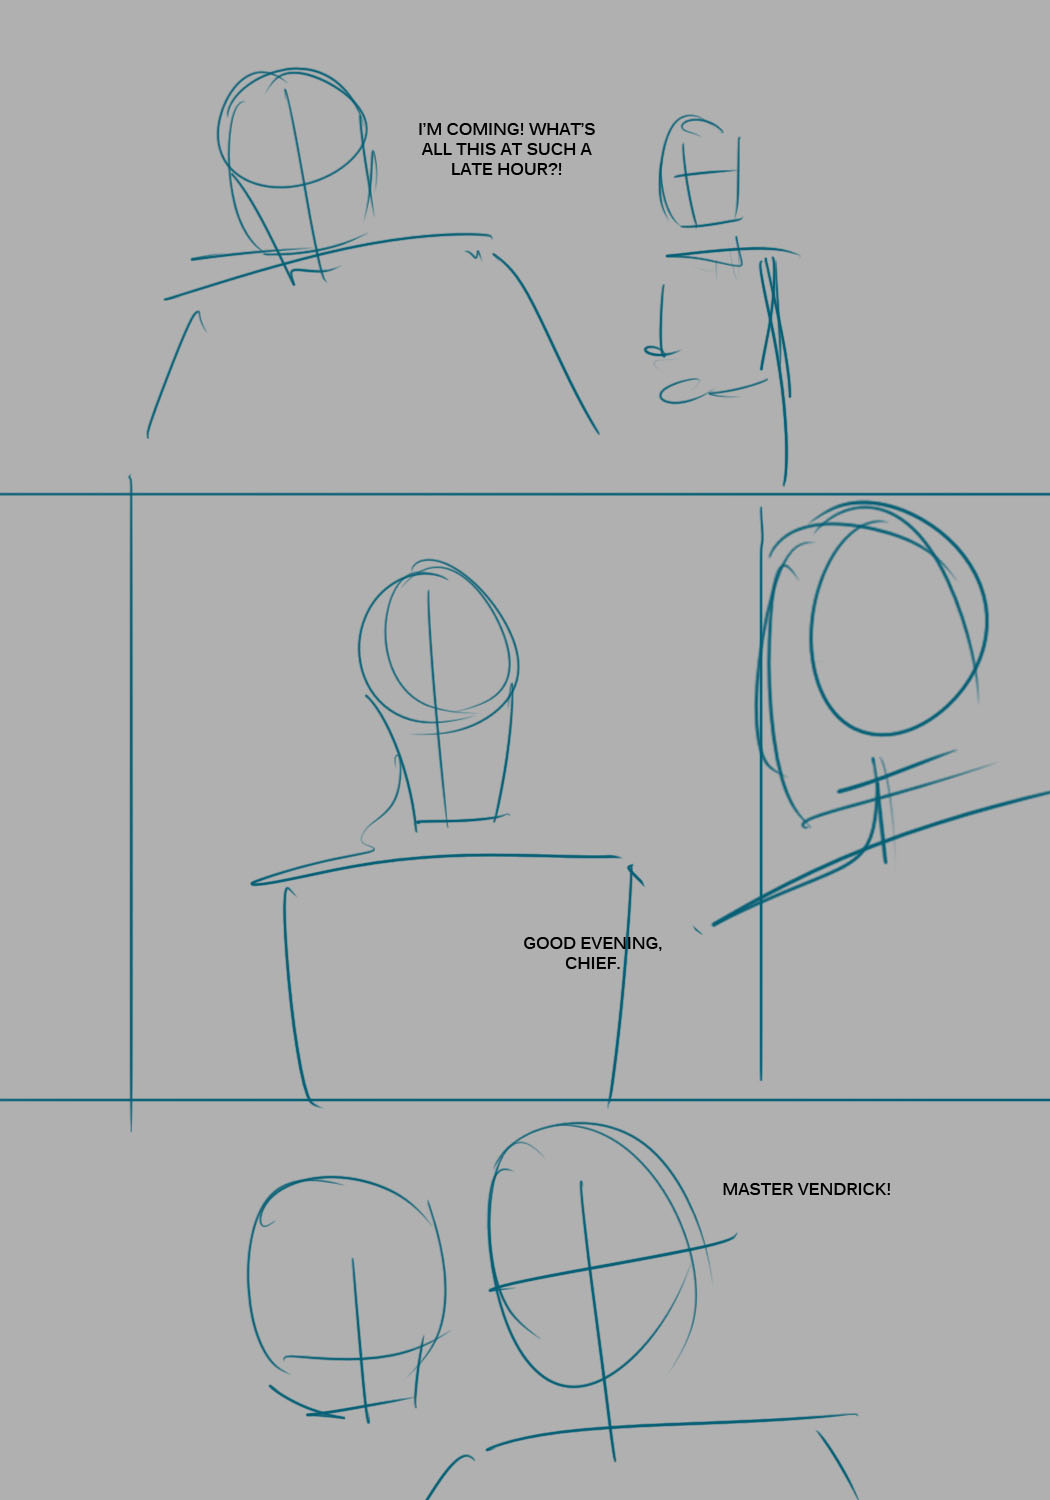 I'M COMING! WHAT'S
ALL THIS AT SUCH A
LATE HOUR?!
GOOD EVENING,
CHIEF.
MASTER VENDRICK!